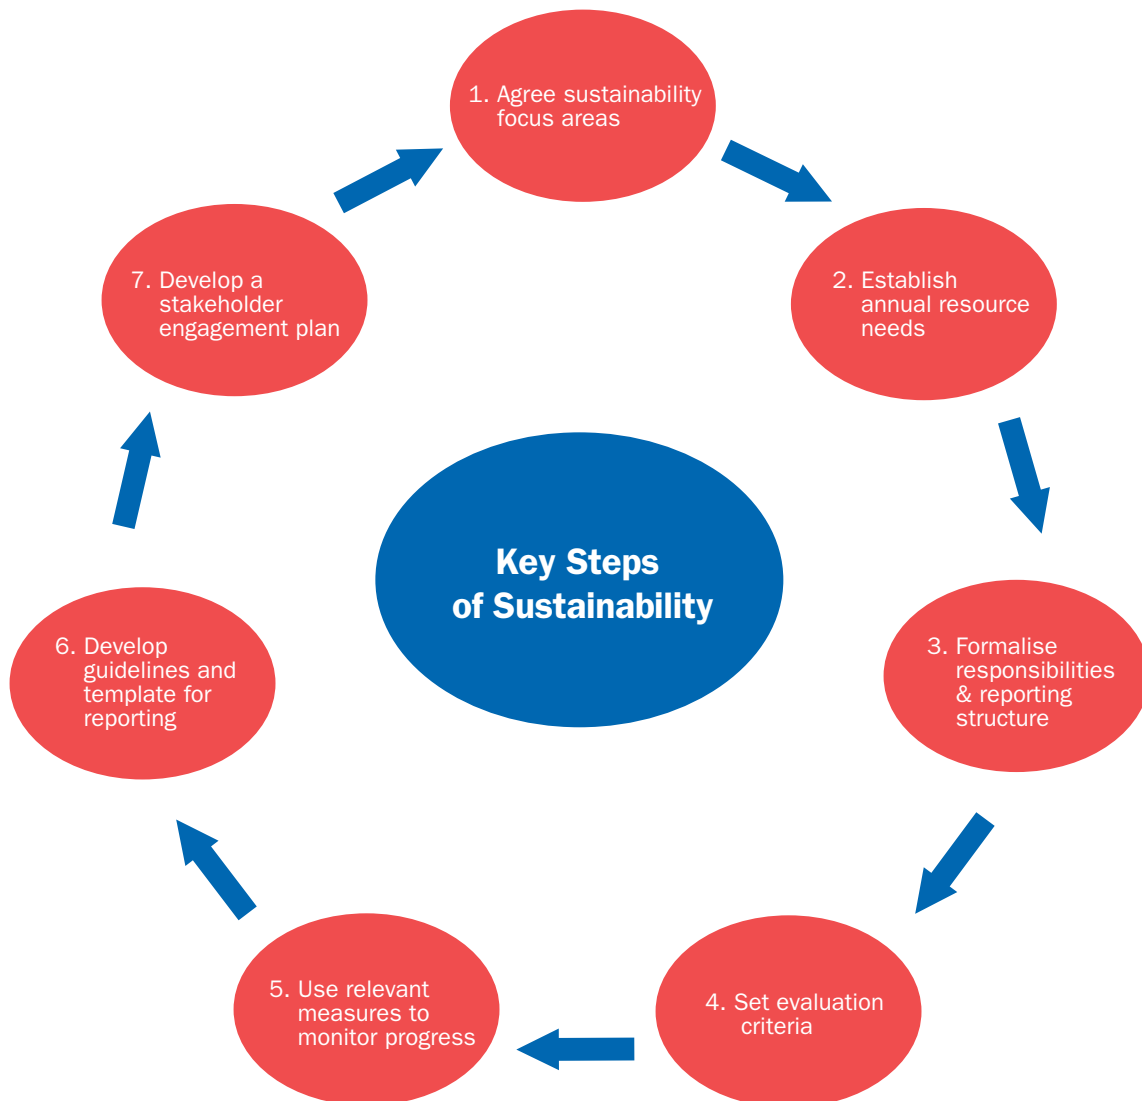 1. Agree sustainability
focus areas
2. Establish
annual resource
needs
3. Formalise
responsibilities
& reporting
structure
4. Set evaluation
criteria
5. Use relevant
measures to
monitor progress
6. Develop
guidelines and
template for
reporting
7. Develop a
stakeholder
engagement plan
Key Steps
of Sustainability